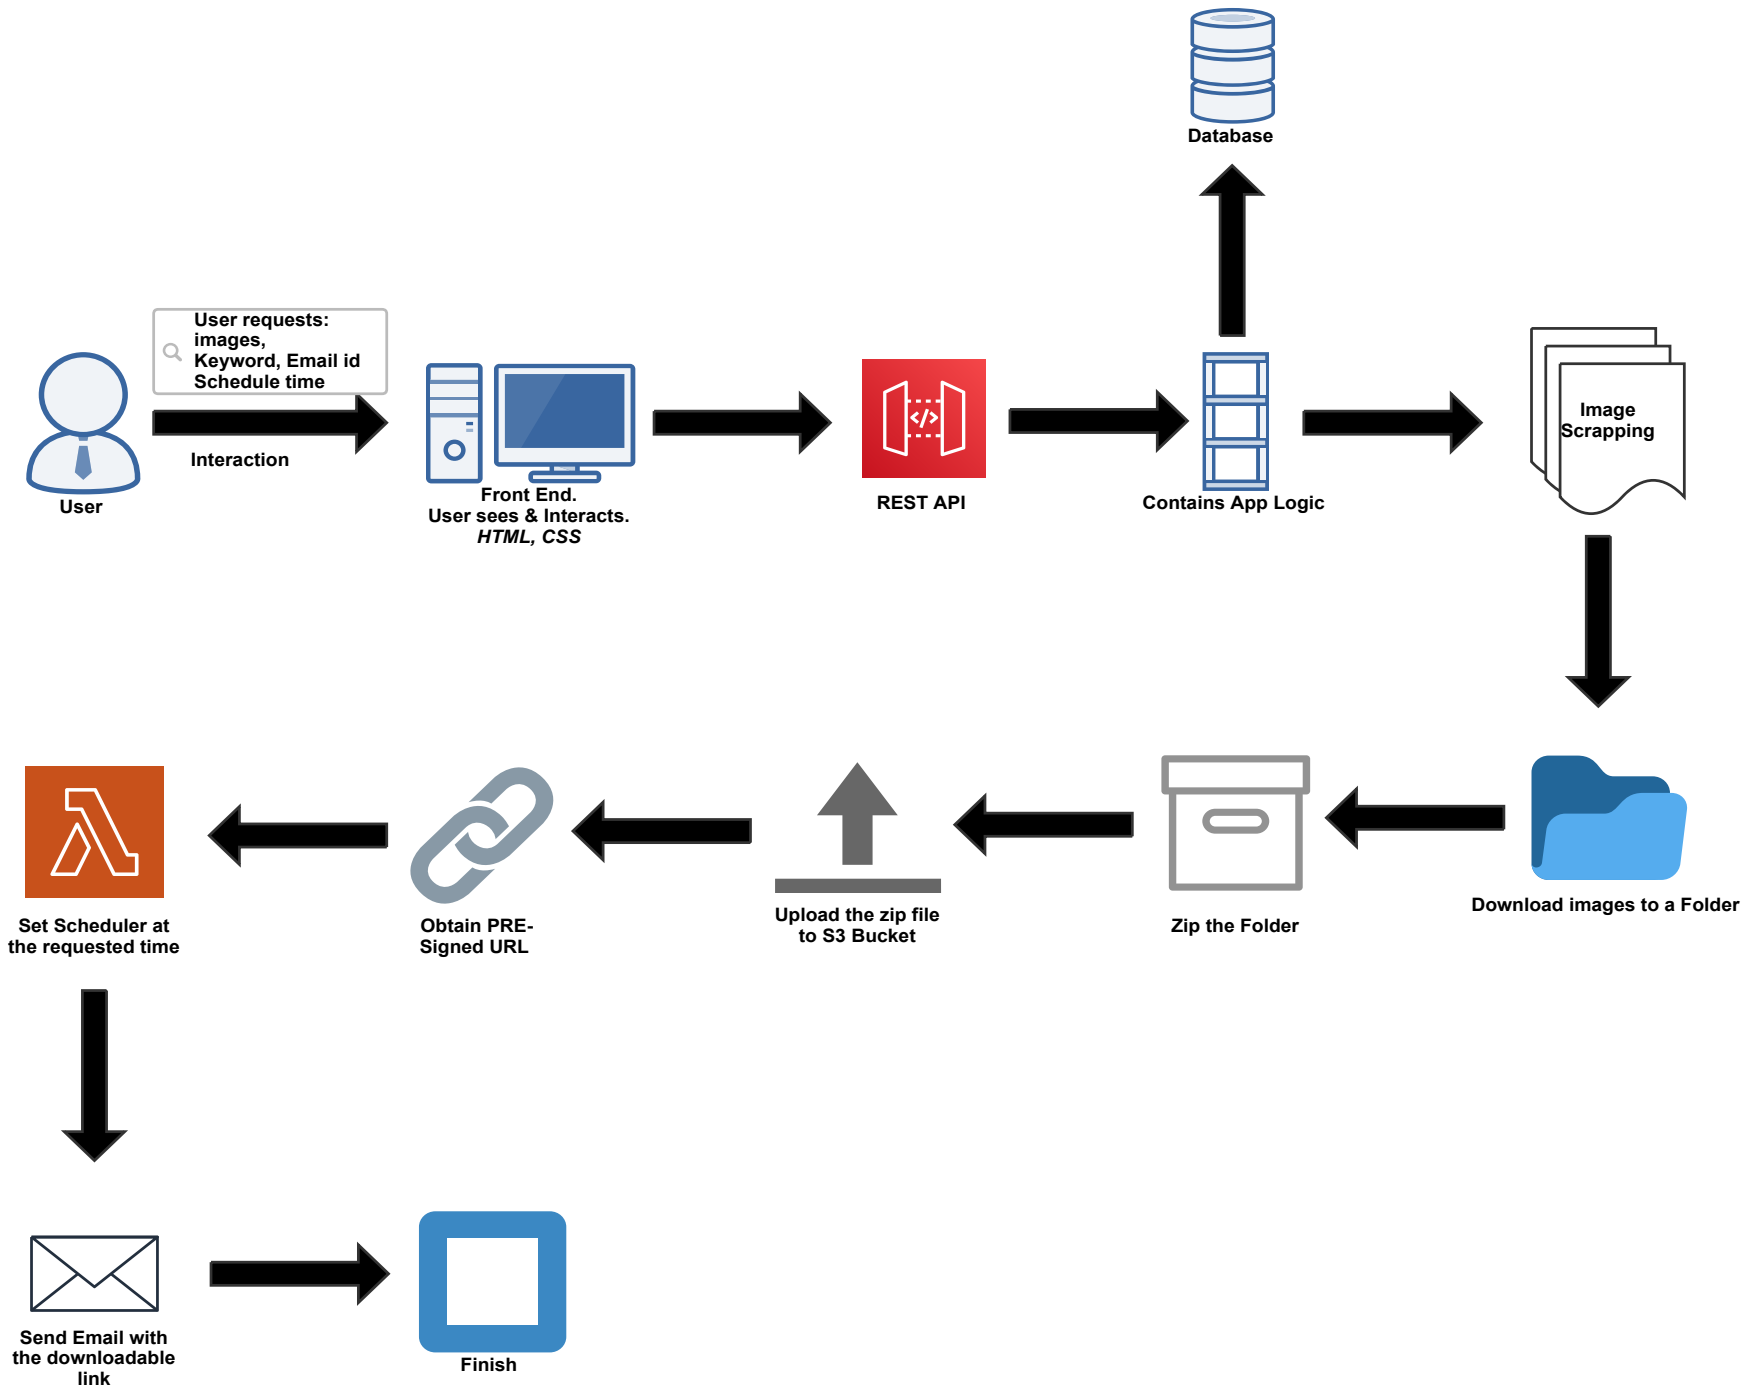 Database
User requests:
images,
Keyword, Email id
Schedule time
Interaction
User
Front End.
User sees & Interacts.
HTML, CSS
</>
REST API
Contains App Logic
Image
Scrapping
Download images to a Folder
Zip the Folder
Upload the zip file
to S3 Bucket
Obtain PRE-
Signed URL
Set Scheduler at
the requested time
Send Email with
the downloadable
link
Finish